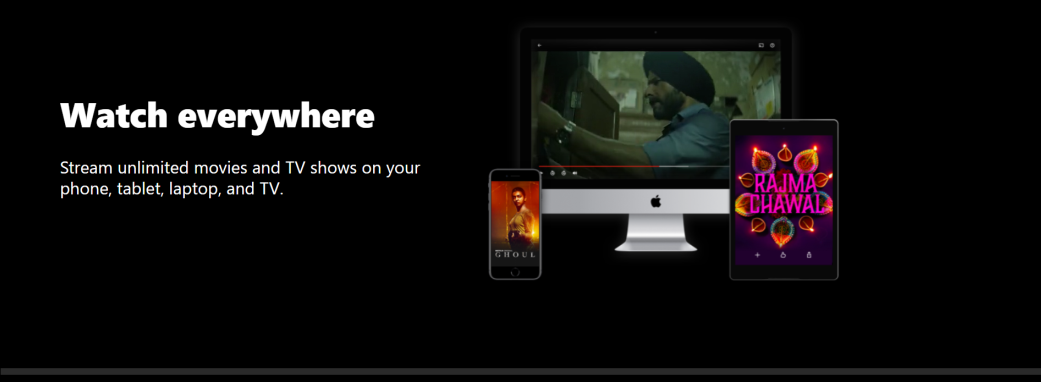 Watch everywhere
Stream unlimited movies and TV shows on your
phone, tablet, laptop, and TV.
GHOUL
RAJMA
CHAWAL